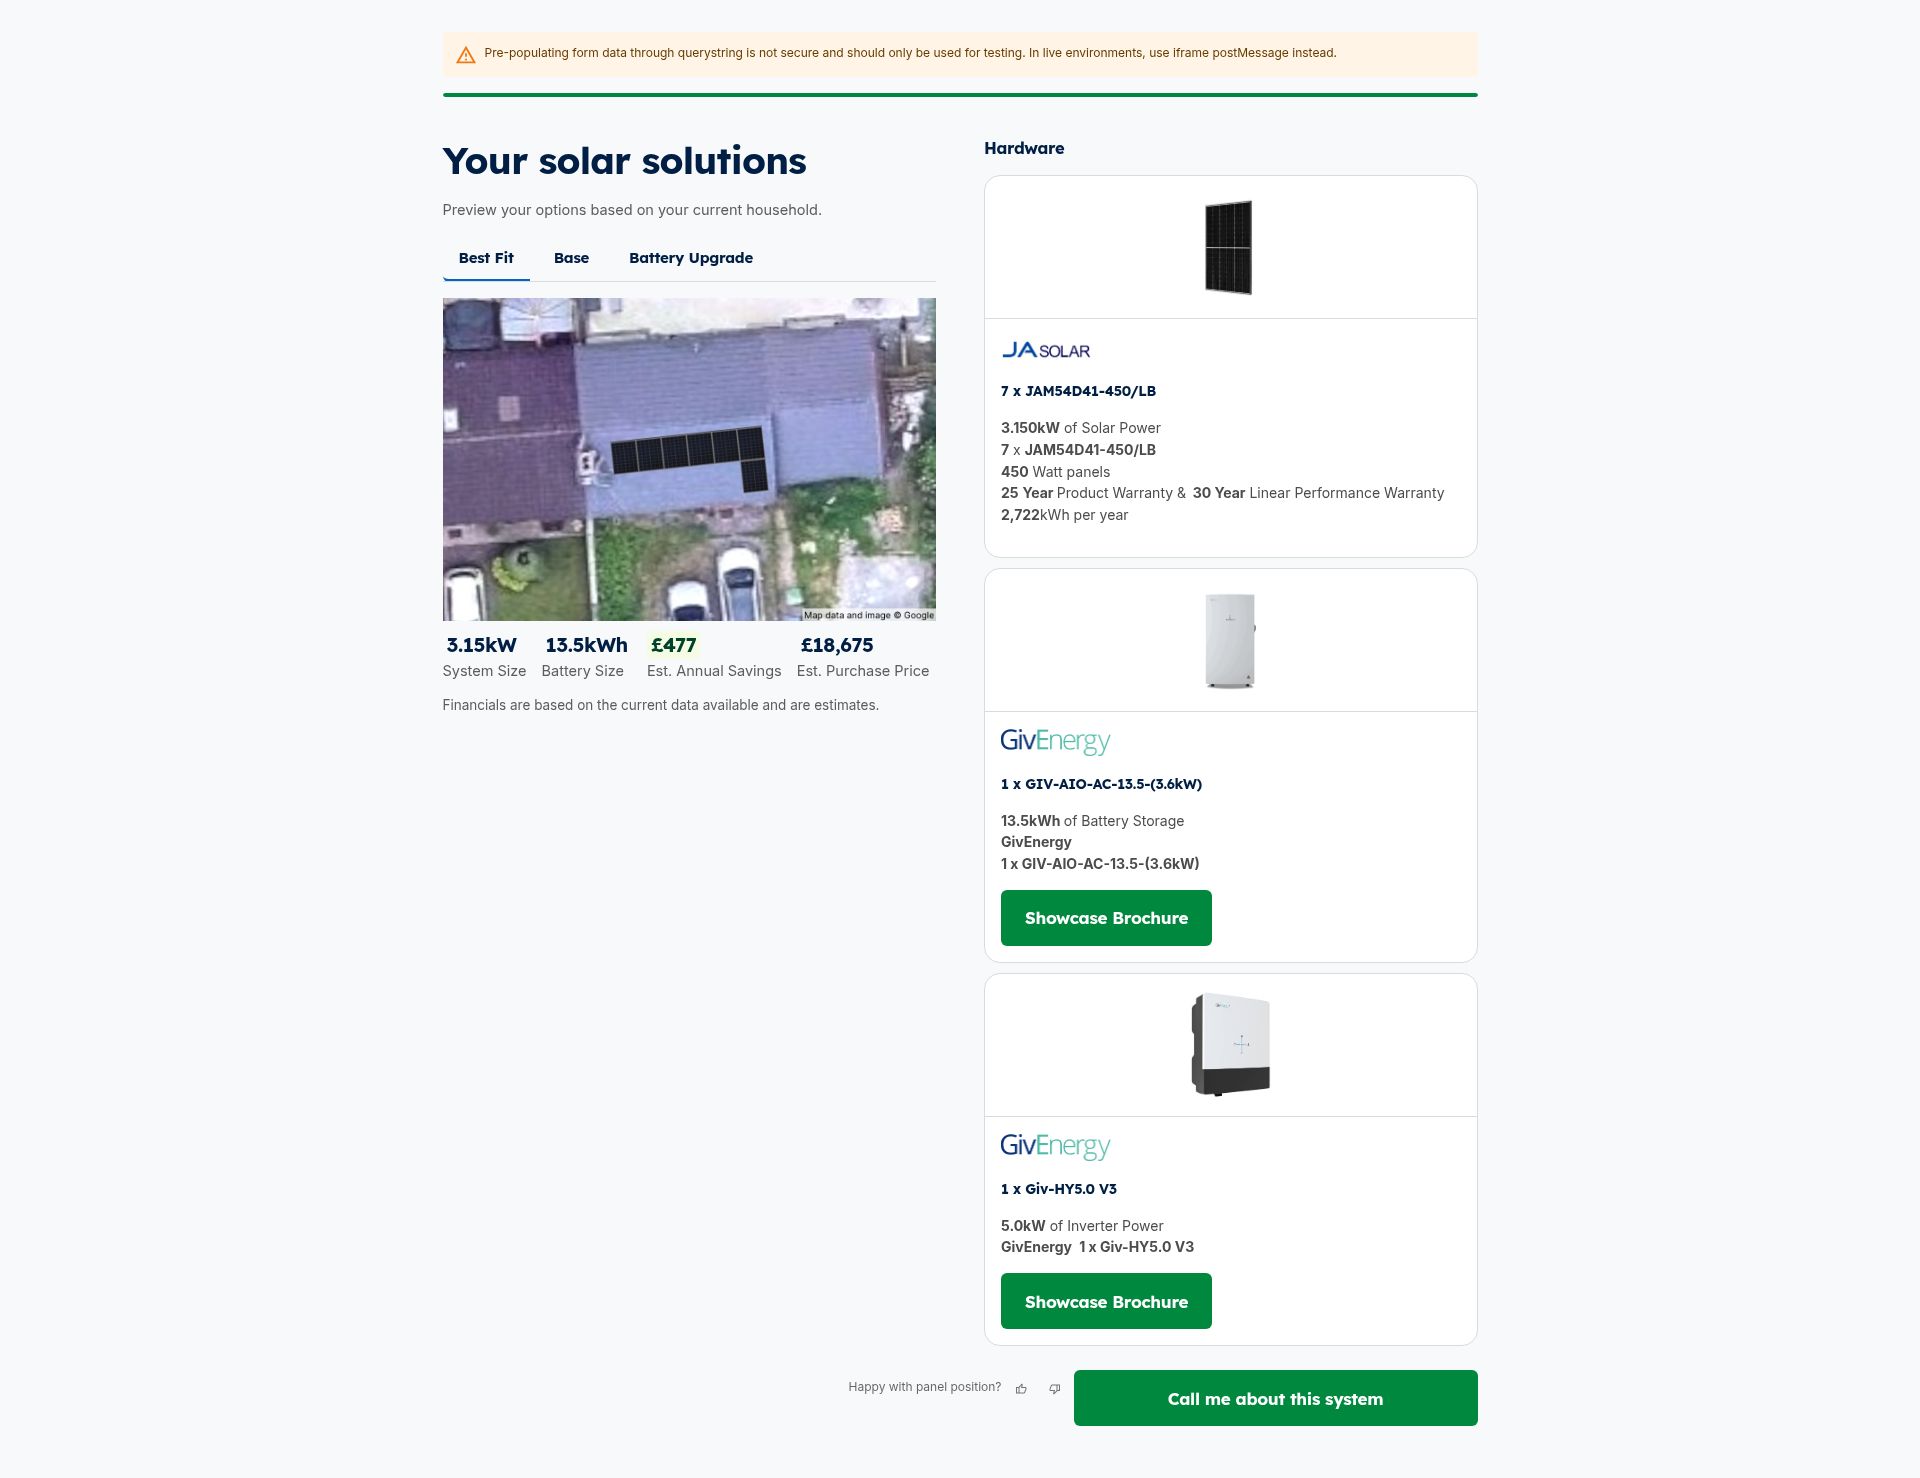 Pre-populating form data through querystring is not secure and should only be used for testing. In live environments, use iframe postMessage instead.
Your solar solutions
Preview your options based on your current household.
Best Fit Base Battery Upgrade
Map data and image © Google
3.15kW 13.5kWh £477 £18,675
System Size Battery Size Est. Annual Savings Est. Purchase Price
Financials are based on the current data available and are estimates.
Hardware
JA SOLAR
7 x JAM54D41-450/LB
3.150kW of Solar Power
7 x JAM54D41-450/LB
450 Watt panels
25 Year Product Warranty & 30 Year Linear Performance Warranty
2,722kWh per year
GivEnergy
1 x GIV-AIO-AC-13.5-(3.6kW)
13.5kWh of Battery Storage
GivEnergy
1 x GIV-AIO-AC-13.5-(3.6kW)
Showcase Brochure
GivEnergy
1 x Giv-HY5.0 V3
5.0kW of Inverter Power
GivEnergy 1 x Giv-HY5.0 V3
Showcase Brochure
Happy with panel position?
Call me about this system